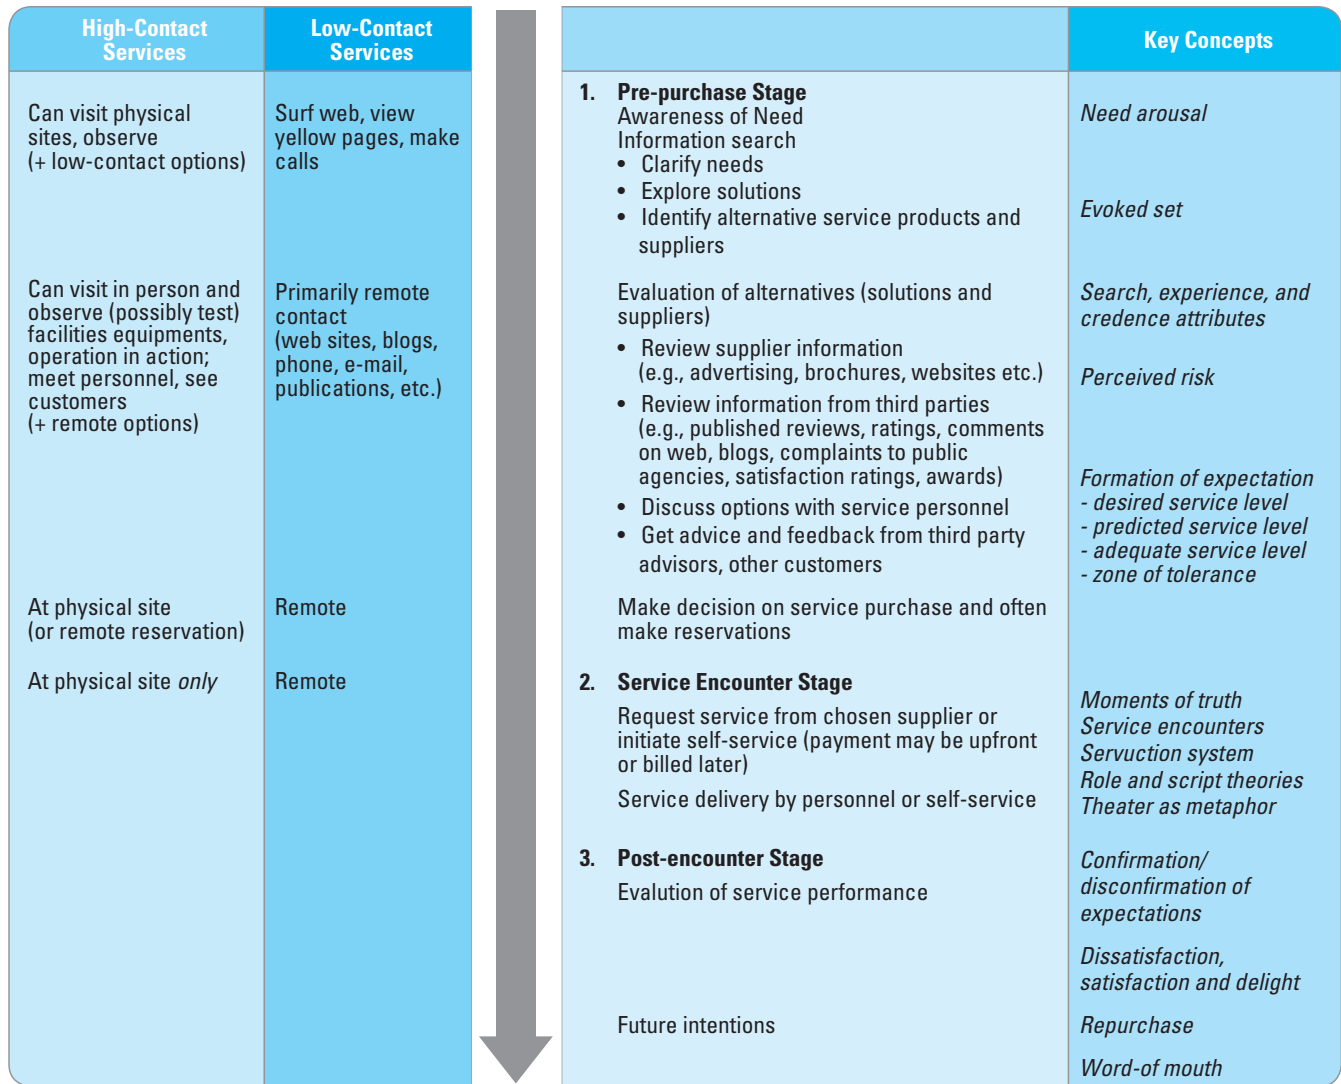 High-Contact
Services
Low-Contact
Services
Key Concepts
Can visit physical
sites, observe
(+ low-contact options)
Surf web, view
yellow pages, make
calls
1. Pre-purchase Stage
Awareness of Need
Information search
• Clarify needs
• Explore solutions
• Identify alternative service products and
suppliers
Need arousal
Evoked set
Can visit in person and
observe (possibly test)
facilities equipments,
operation in action;
meet personnel, see
customers
(+ remote options)
Primarily remote
contact
(web sites, blogs,
phone, e-mail,
publications, etc.)
Evaluation of alternatives (solutions and
suppliers)
• Review supplier information
(e.g., advertising, brochures, websites etc.)
• Review information from third parties
(e.g., published reviews, ratings, comments
on web, blogs, complaints to public
agencies, satisfaction ratings, awards)
• Discuss options with service personnel
• Get advice and feedback from third party
advisors, other customers
Search, experience, and
credence attributes
Perceived risk
Formation of expectation
- desired service level
- predicted service level
- adequate service level
- zone of tolerance
At physical site
(or remote reservation)
Remote
Make decision on service purchase and often
make reservations
At physical site only
Remote
2. Service Encounter Stage
Request service from chosen supplier or
initiate self-service (payment may be upfront
or billed later)
Service delivery by personnel or self-service
Moments of truth
Service encounters
Servuction system
Role and script theories
Theater as metaphor
3. Post-encounter Stage
Evalution of service performance
Future intentions
Confirmation/
disconfirmation of
expectations
Dissatisfaction,
satisfaction and delight
Repurchase
Word-of mouth